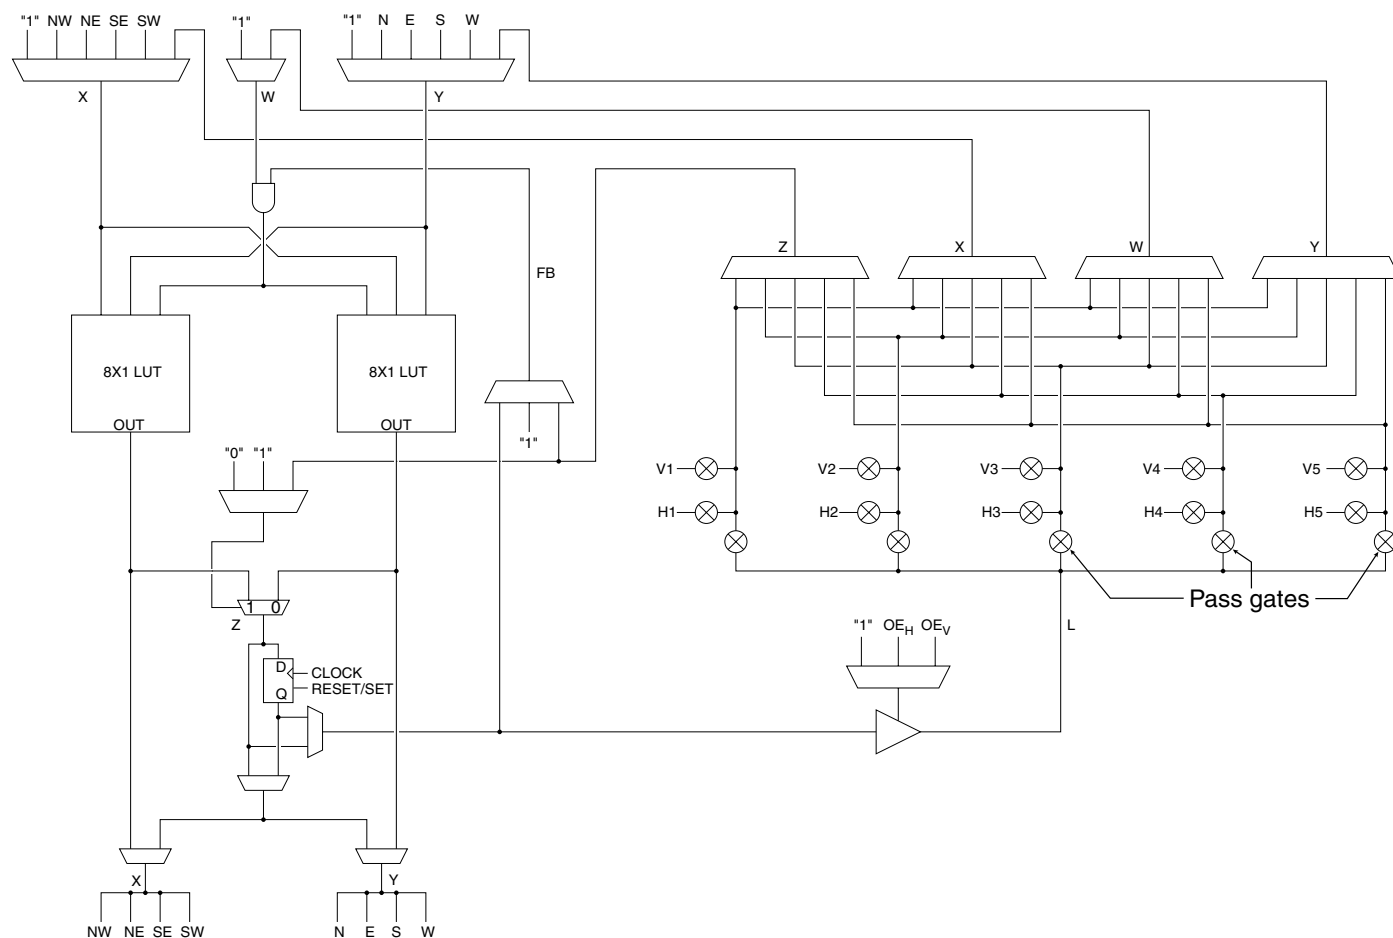 "1" NW NE SE SW "1" "1" N E S W
X W Y
Z X W Y
FB
8X1 LUT 8X1 LUT
OUT OUT
"1"
"0" "1"
V1 V2 V3 V4 V5
H1 H2 H3 H4 H5
Pass gates
1 0
Z
"1" OEH OEV L
D
CLOCK
Q RESET/SET
X Y
NW NE SE SW N E S W